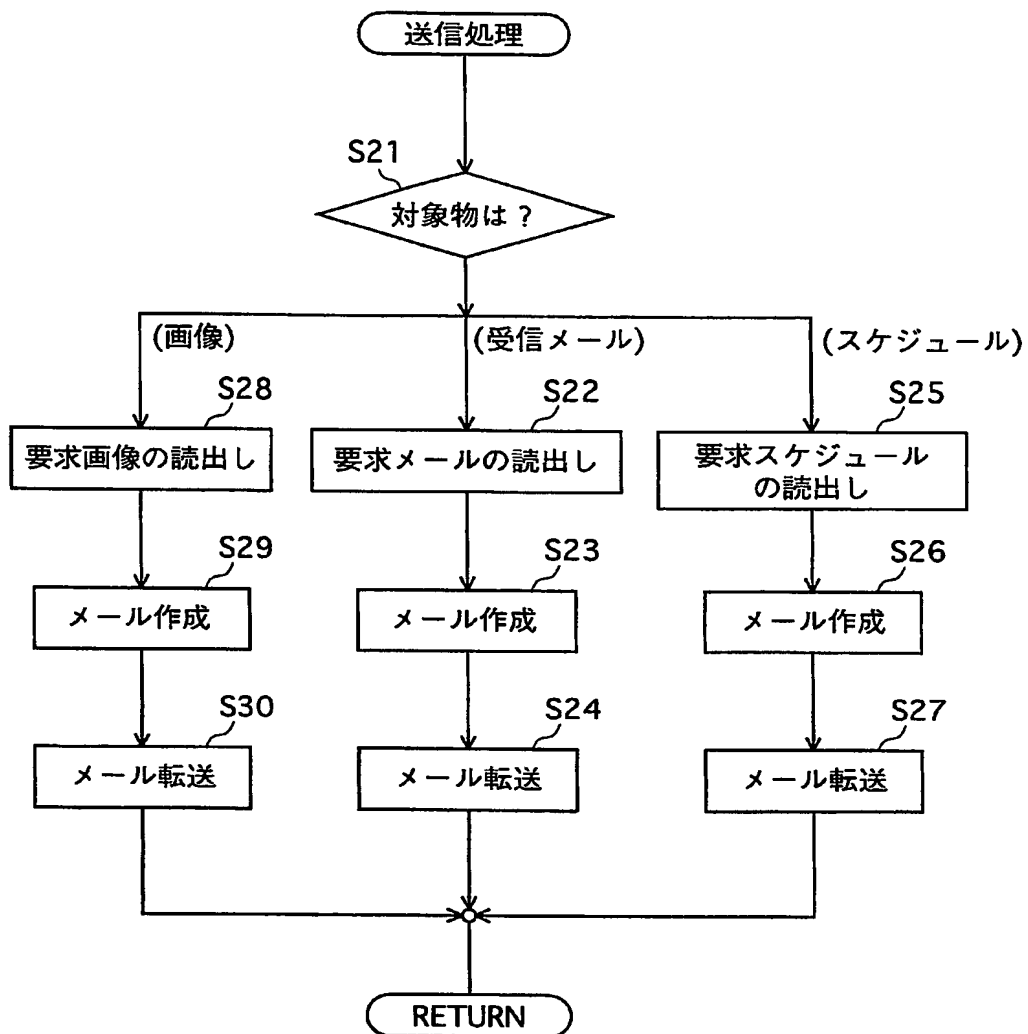 送信処理
S21
対象物は?
(画像)
(受信メール)
(スケジュール)
S28
S22
S25
要求画像の読出し
要求メールの読出し
要求スケジュール
の読出し
S29
S23
S26
メール作成
メール作成
メール作成
S30
S24
S27
メール転送
メール転送
メール転送
RETURN